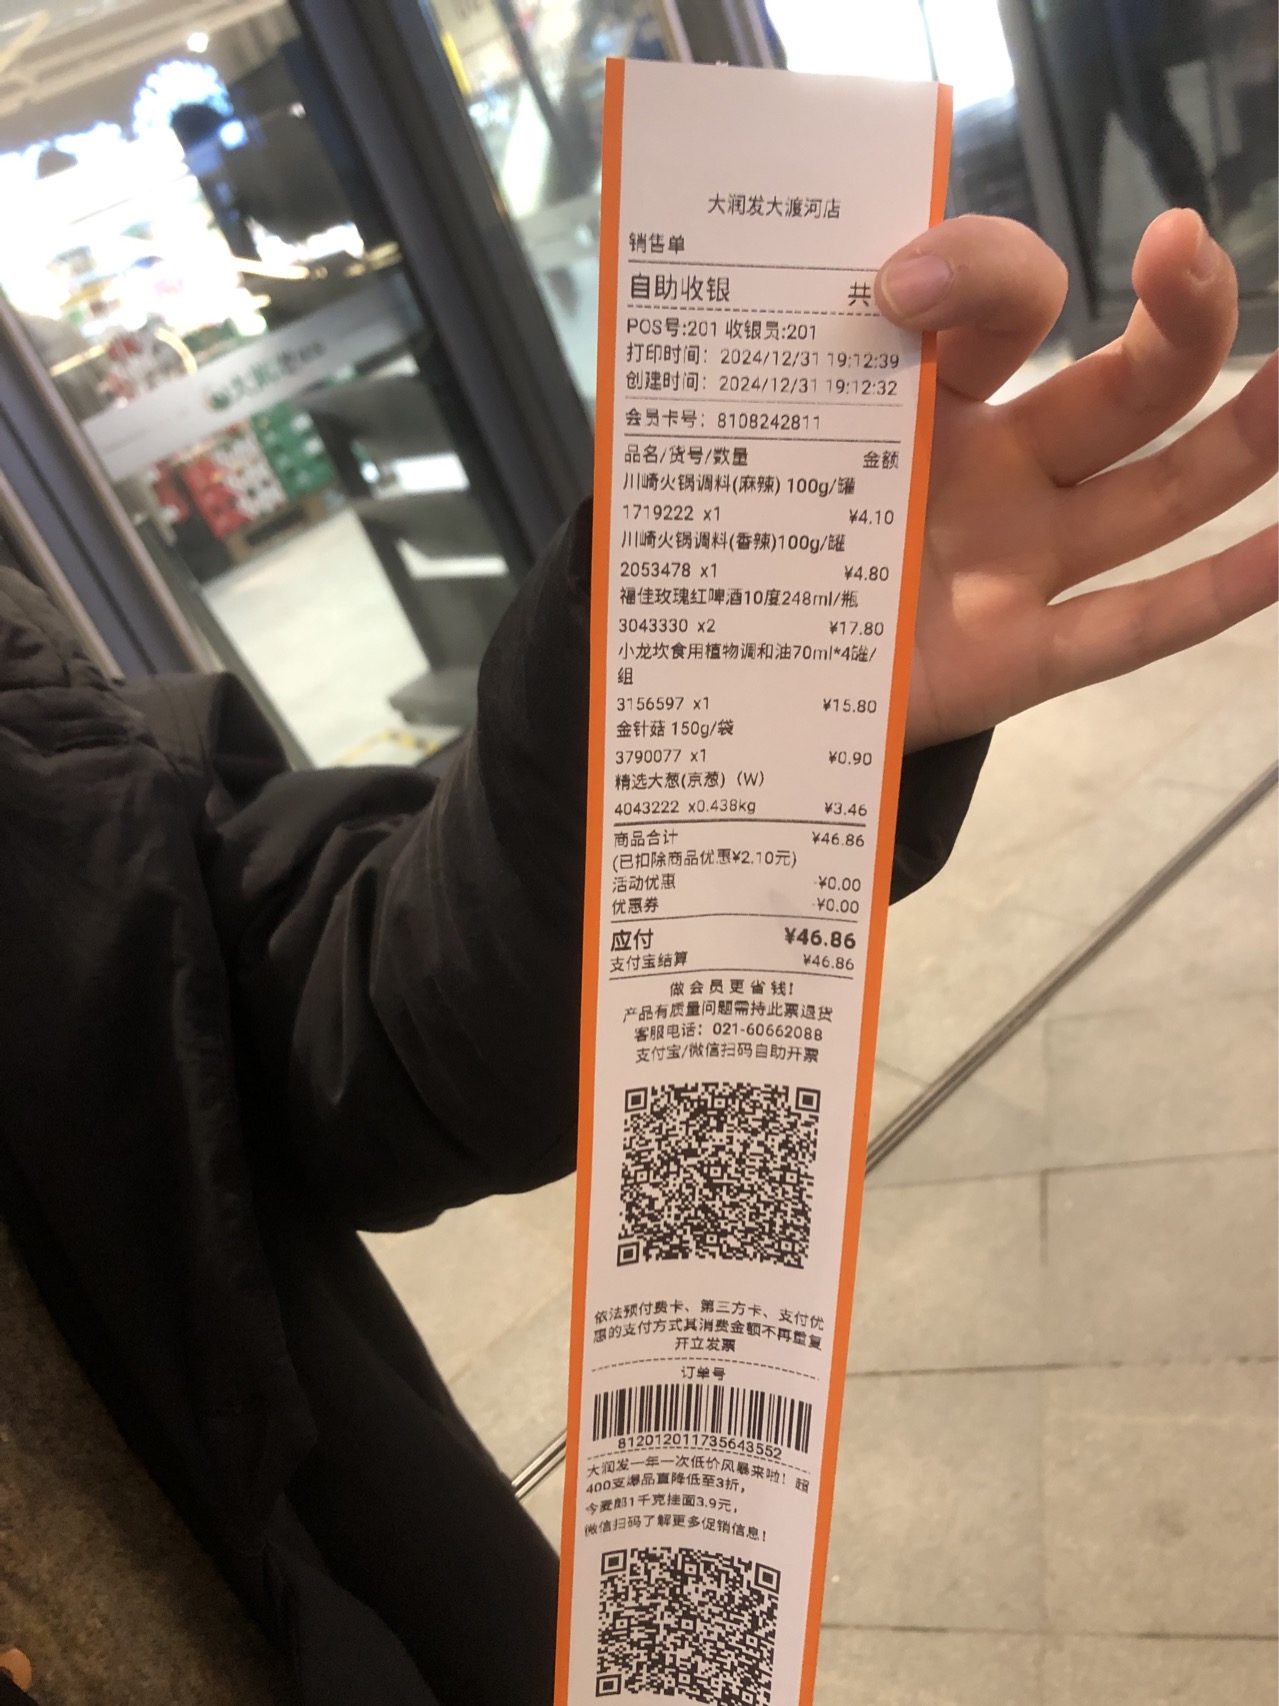 大润发大渡河店
销售单
自助收银 共
POS号:201 收银员:201
打印时间: 2024/12/31 19:12:39
创建时间: 2024/12/31 19:12:32
会员卡号: 8108242811
品名/货号/数量 金额
川崎火锅调料(麻辣) 100g/罐
1719222 x1 ¥4.10
川崎火锅调料(香辣)100g/罐
2053478 x1 ¥4.80
福佳玫瑰红啤酒10度248ml/瓶
3043330 x2 ¥17.80
小龙坎食用植物调和油70ml*4罐/
组
3156597 x1 ¥15.80
金针菇 150g/袋
3790077 x1 ¥0.90
精选大葱(京葱)（W）
4043222 x0.438kg ¥3.46
商品合计 ¥46.86
(已扣除商品优惠¥2.10元)
活动优惠 -¥0.00
优惠券 -¥0.00
应付 ¥46.86
支付宝结算 ¥46.86
做会员更省钱!
产品有质量问题需持此票退货
客服电话: 021-60662088
支付宝/微信扫码自助开票
依法预付费卡、第三方卡、支付优
惠的支付方式其消费金额不再重复
开立发票
订单号
812012011735643552
大润发一年一次低价风暴来啦! 超
400支爆品直降低至3折,
今麦郎1千克挂面3.9元,
微信扫码了解更多促销信息!